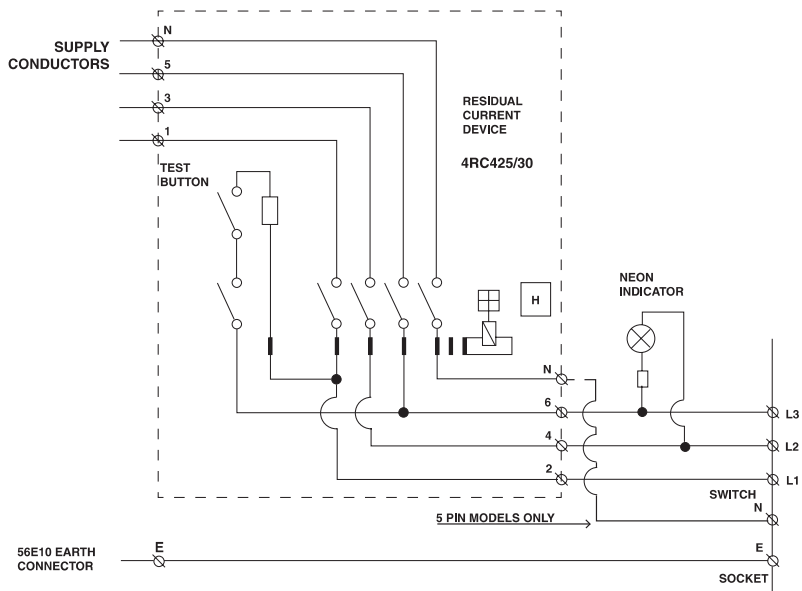 N
SUPPLY
CONDUCTORS
5
3
1
TEST
BUTTON
RESIDUAL
CURRENT
DEVICE
4RC425/30
H
NEON
INDICATOR
N
6
L3
4
L2
2
L1
SWITCH
N
5 PIN MODELS ONLY
56E10 EARTH
CONNECTOR
E
E
SOCKET